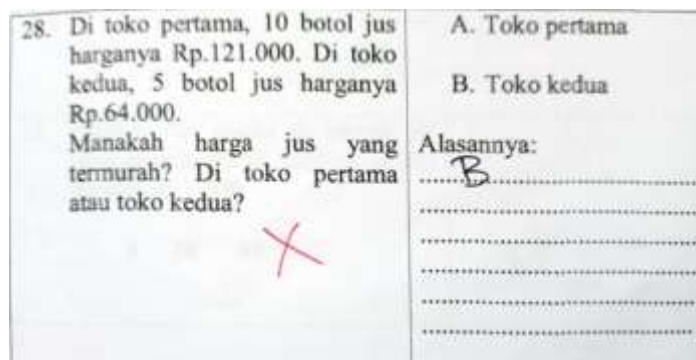 28. Di toko pertama, 10 botol jus
harganya Rp.121.000. Di toko
kedua, 5 botol jus harganya
Rp.64.000.
Manakah harga jus yang
termurah? Di toko pertama
atau toko kedua?
A. Toko pertama
B. Toko kedua
Alasannya:
B